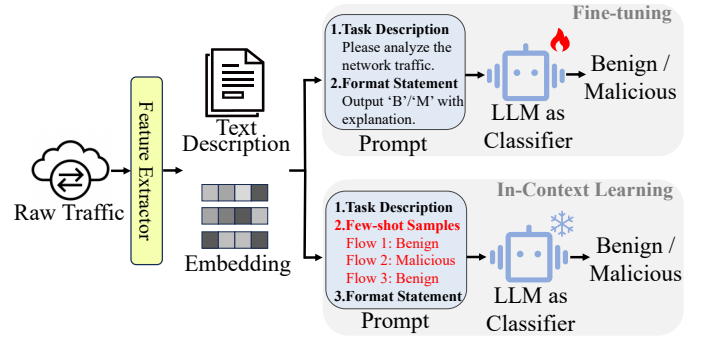 Raw Traffic
Feature Extractor
Text
Description
Embedding
Fine-tuning
1.Task Description
Please analyze the
network traffic.
2.Format Statement
Output ‘B’/‘M’ with
explanation.
Prompt
LLM as
Classifier
Benign /
Malicious
In-Context Learning
1.Task Description
2.Few-shot Samples
Flow 1: Benign
Flow 2: Malicious
Flow 3: Benign
3.Format Statement
Prompt
LLM as
Classifier
Benign /
Malicious